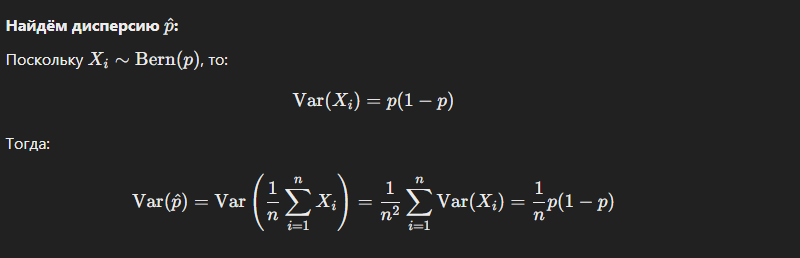 Найдём дисперсию p̂:
Поскольку Xᵢ ∼ Bern(p), то:
Var(Xᵢ) = p(1 − p)
Тогда:
Var(p̂) = Var(1/n ∑ᵢ₌₁ⁿ Xᵢ) = 1/n² ∑ᵢ₌₁ⁿ Var(Xᵢ) = 1/n p(1 − p)